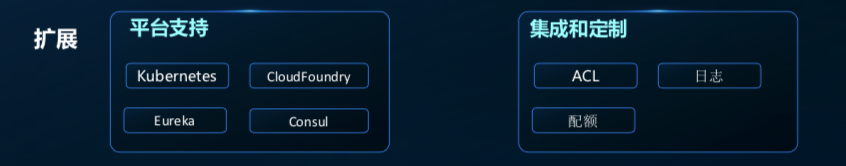 扩展
平台支持
Kubernetes
CloudFoundry
Eureka
Consul
集成和定制
ACL
日志
配额